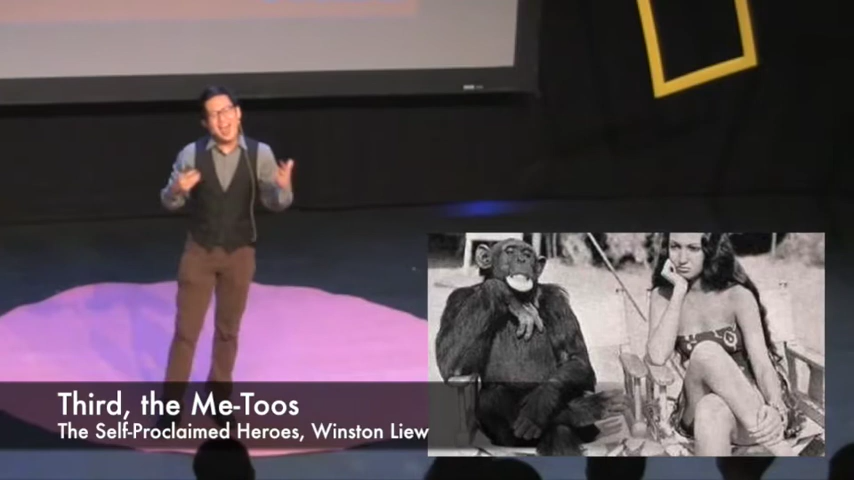 Third, the Me-Toos
The Self-Proclaimed Heroes, Winston Liew